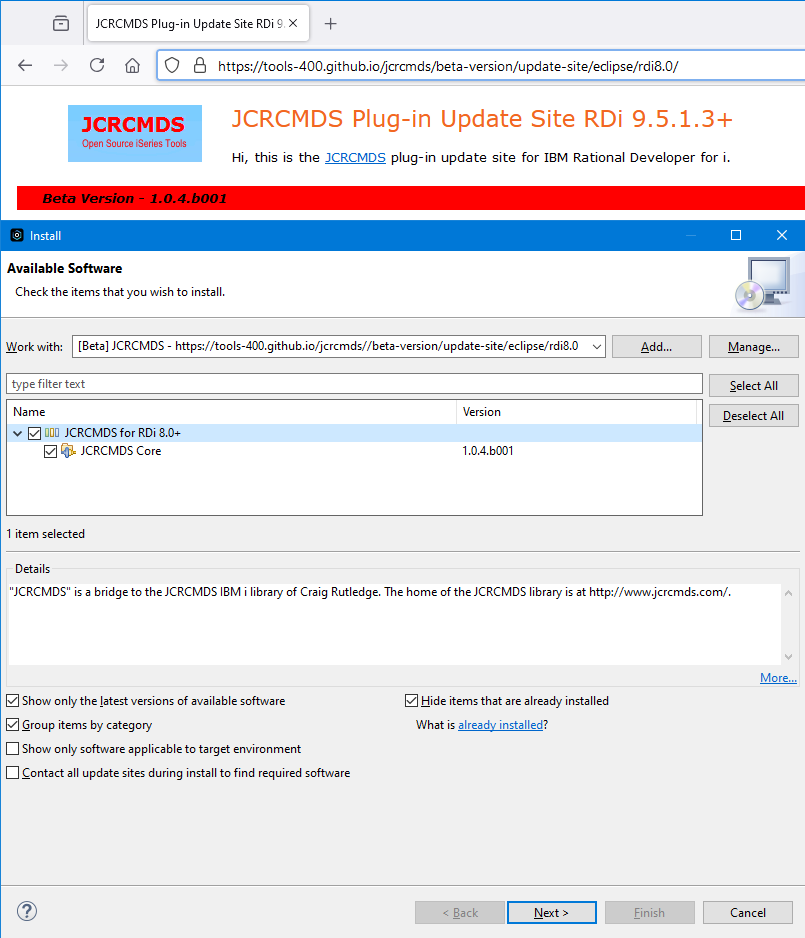 JCRCMDS Plug-in Update Site RDi 9.
https://tools-400.github.io/jcrcmds/beta-version/update-site/eclipse/rdi8.0/
JCRCMDS
Open Source iSeries Tools
JCRCMDS Plug-in Update Site RDi 9.5.1.3+
Hi, this is the JCRCMDS plug-in update site for IBM Rational Developer for i.
Beta Version - 1.0.4.b001
Install
Available Software
Check the items that you wish to install.
Work with: [Beta] JCRCMDS - https://tools-400.github.io/jcrcmds//beta-version/update-site/eclipse/rdi8.0 Add... Manage...
type filter text
Select All
Name Version
Deselect All
JCRCMDS for RDi 8.0+
JCRCMDS Core 1.0.4.b001
1 item selected
Details
"JCRCMDS" is a bridge to the JCRCMDS IBM i library of Craig Rutledge. The home of the JCRCMDS library is at http://www.jcrcmds.com/.
More...
Show only the latest versions of available software Hide items that are already installed
Group items by category What is already installed?
Show only software applicable to target environment
Contact all update sites during install to find required software
? < Back Next > Finish Cancel